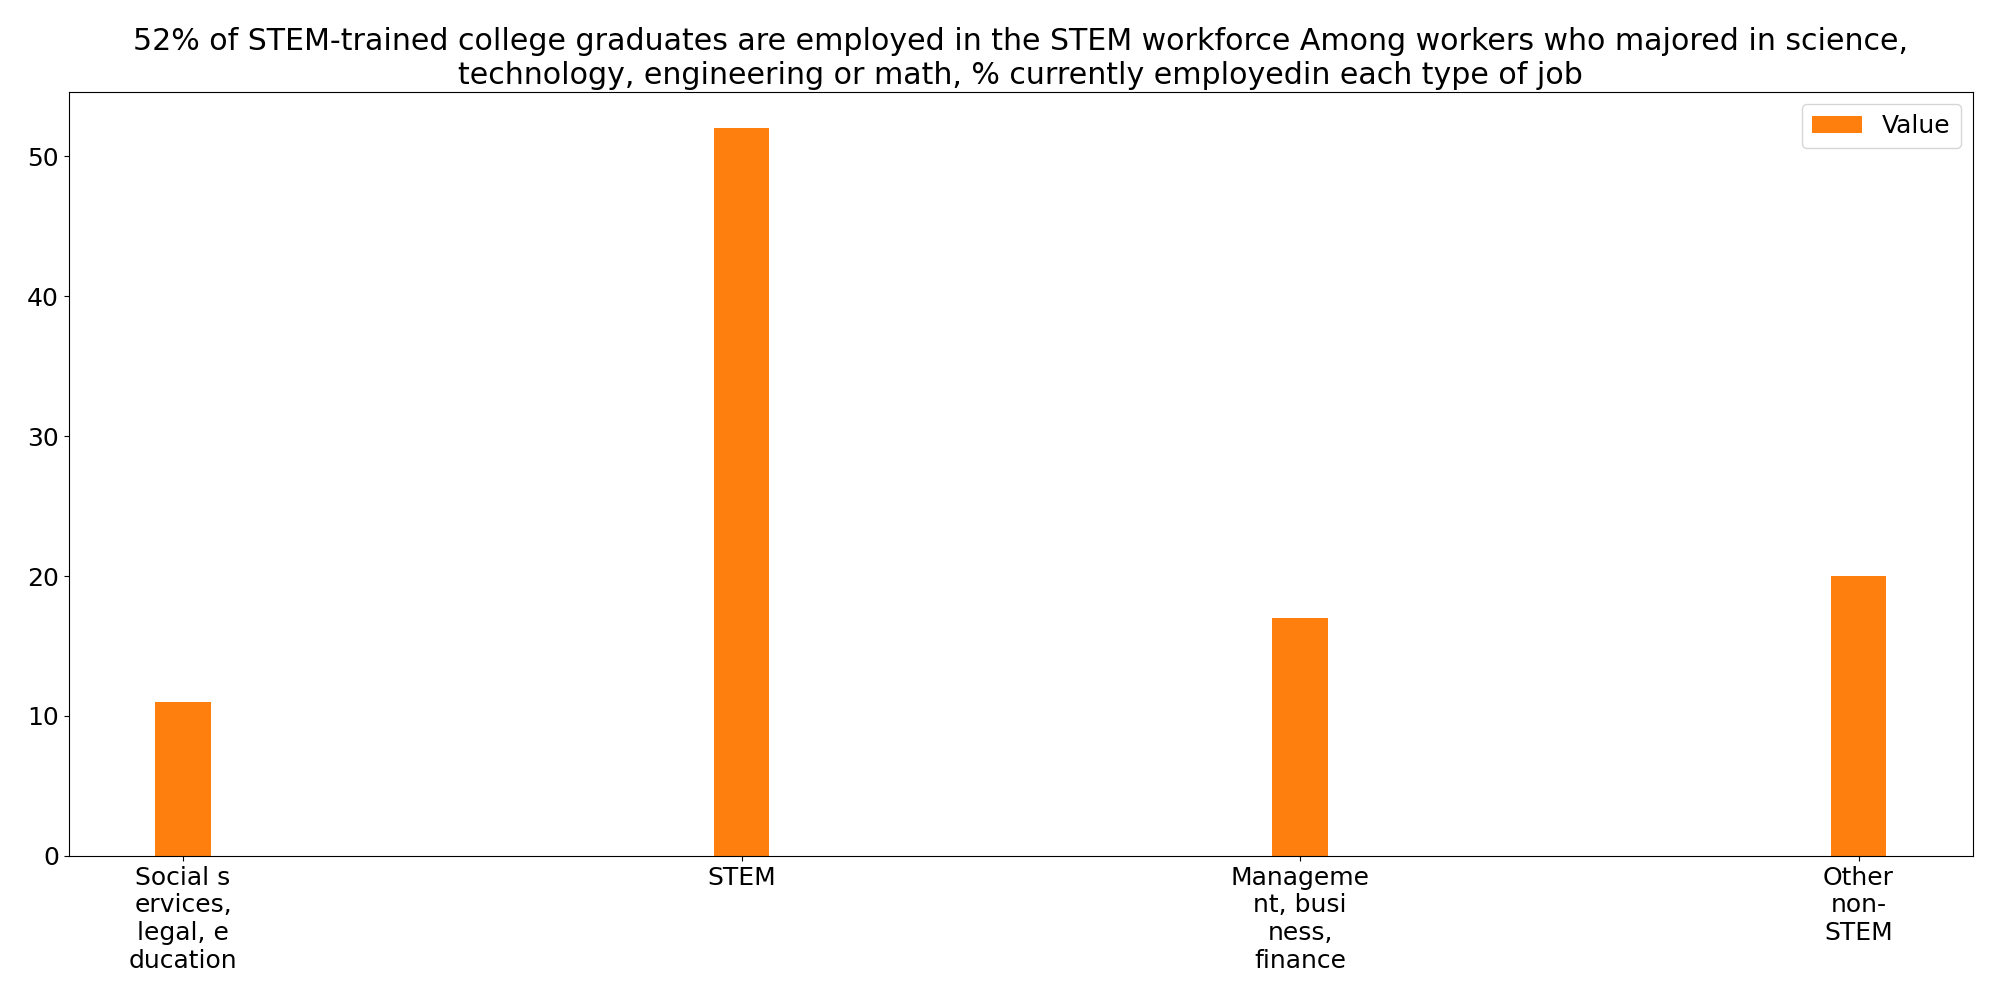 52% of STEM-trained college graduates are employed in the STEM workforce Among workers who majored in science,
technology, engineering or math, % currently employedin each type of job
Value
50
40
30
20
10
0
Social s
ervices,
legal, e
ducation
STEM
Manageme
nt, busi
ness,
finance
Other
non-
STEM